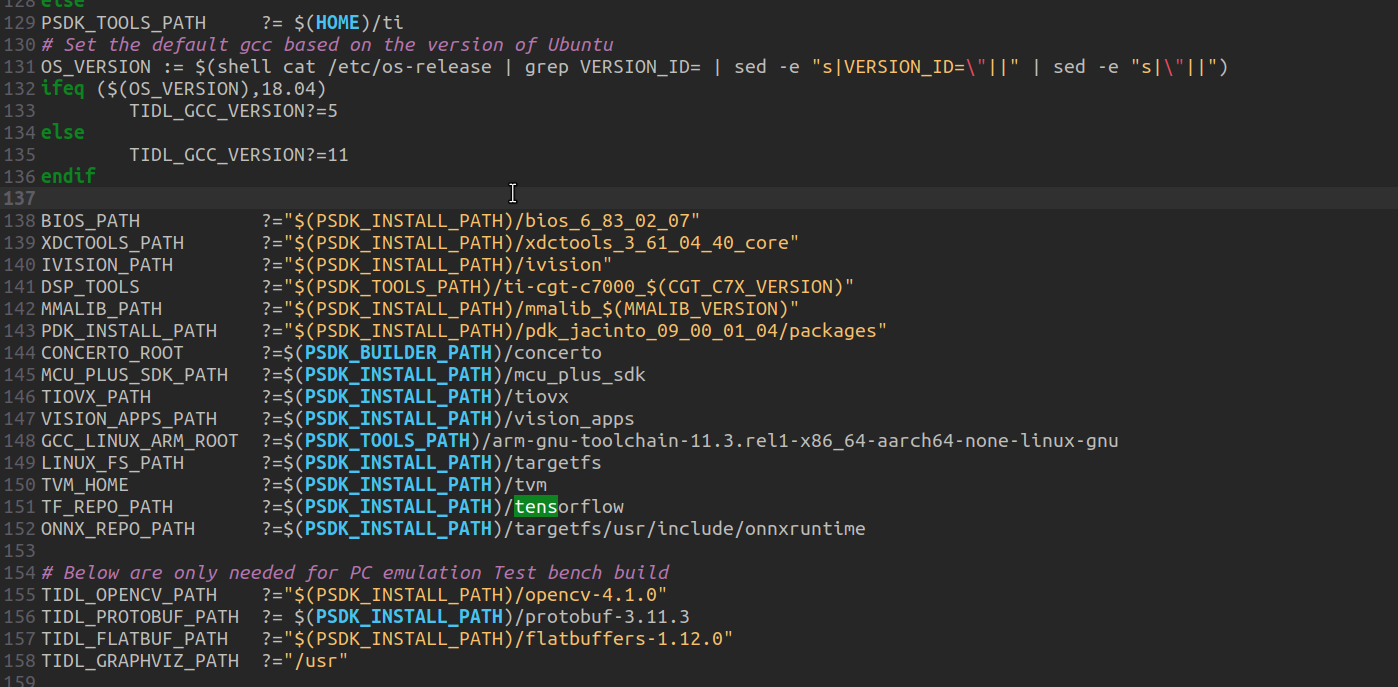 128 else
129 PSDK_TOOLS_PATH ?= $(HOME)/ti
130 # Set the default gcc based on the version of Ubuntu
131 OS_VERSION := $(shell cat /etc/os-release | grep VERSION_ID= | sed -e "s|VERSION_ID=\"||" | sed -e "s|\"||")
132 ifeq ($(OS_VERSION),18.04)
133 TIDL_GCC_VERSION?=5
134 else
135 TIDL_GCC_VERSION?=11
136 endif
137
138 BIOS_PATH ?="$(PSDK_INSTALL_PATH)/bios_6_83_02_07"
139 XDCTOOLS_PATH ?="$(PSDK_INSTALL_PATH)/xdctools_3_61_04_40_core"
140 IVISION_PATH ?="$(PSDK_INSTALL_PATH)/ivision"
141 DSP_TOOLS ?="$(PSDK_TOOLS_PATH)/ti-cgt-c7000_$(CGT_C7X_VERSION)"
142 MMALIB_PATH ?="$(PSDK_INSTALL_PATH)/mmalib_$(MMALIB_VERSION)"
143 PDK_INSTALL_PATH ?="$(PSDK_INSTALL_PATH)/pdk_jacinto_09_00_01_04/packages"
144 CONCERTO_ROOT ?=$(PSDK_BUILDER_PATH)/concerto
145 MCU_PLUS_SDK_PATH ?=$(PSDK_INSTALL_PATH)/mcu_plus_sdk
146 TIOVX_PATH ?=$(PSDK_INSTALL_PATH)/tiovx
147 VISION_APPS_PATH ?=$(PSDK_INSTALL_PATH)/vision_apps
148 GCC_LINUX_ARM_ROOT ?=$(PSDK_TOOLS_PATH)/arm-gnu-toolchain-11.3.rel1-x86_64-aarch64-none-linux-gnu
149 LINUX_FS_PATH ?=$(PSDK_INSTALL_PATH)/targetfs
150 TVM_HOME ?=$(PSDK_INSTALL_PATH)/tvm
151 TF_REPO_PATH ?=$(PSDK_INSTALL_PATH)/tensorflow
152 ONNX_REPO_PATH ?=$(PSDK_INSTALL_PATH)/targetfs/usr/include/onnxruntime
153
154 # Below are only needed for PC emulation Test bench build
155 TIDL_OPENCV_PATH ?="$(PSDK_INSTALL_PATH)/opencv-4.1.0"
156 TIDL_PROTOBUF_PATH ?= $(PSDK_INSTALL_PATH)/protobuf-3.11.3
157 TIDL_FLATBUF_PATH ?="$(PSDK_INSTALL_PATH)/flatbuffers-1.12.0"
158 TIDL_GRAPHVIZ_PATH ?="/usr"
159